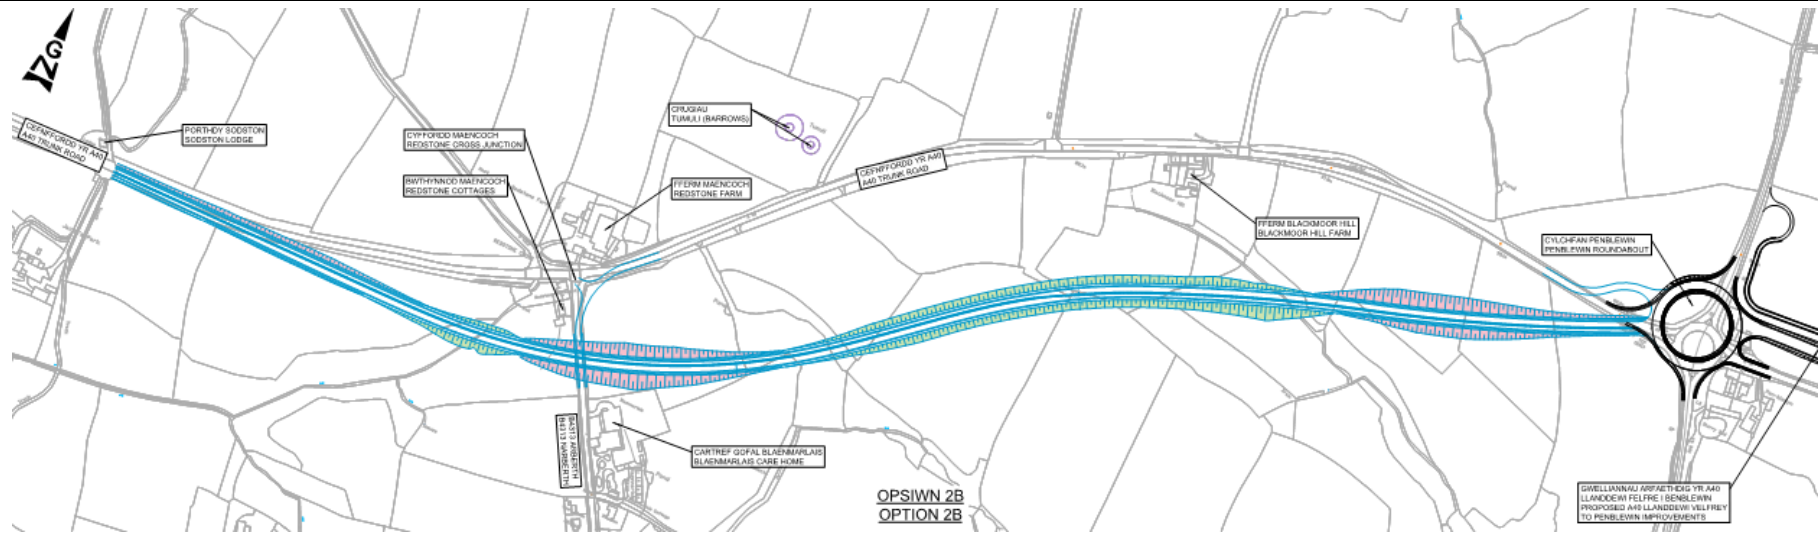 CEFNFFORDD YR A40
A40 TRUNK ROAD
PORTHDY SODSTON
SODSTON LODGE
CYFFORDD MAENCOCH
REDSTONE CROSS JUNCTION
BWTHYNNOD MAENCOCH
REDSTONE COTTAGES
FFERM MAENCOCH
REDSTONE FARM
CRUGIAU
TUMULI (BARROWS)
Tumuli
CEFNFFORDD YR A40
A40 TRUNK ROAD
FFERM BLACKMOOR HILL
BLACKMOOR HILL FARM
CYLCHFAN PENBLEWIN
PENBLEWIN ROUNDABOUT
B4313 ARBERTH
B4313 NARBERTH
CARTREF GOFAL BLAENMARLAIS
BLAENMARLAIS CARE HOME
OPSIWN 2B
OPTION 2B
GWELLIANNAU ARFAETHDIG YR A40
LLANDDEWI FELFRE I BENBLEWIN
PROPOSED A40 LLANDDEWI VELFREY
TO PENBLEWIN IMPROVEMENTS